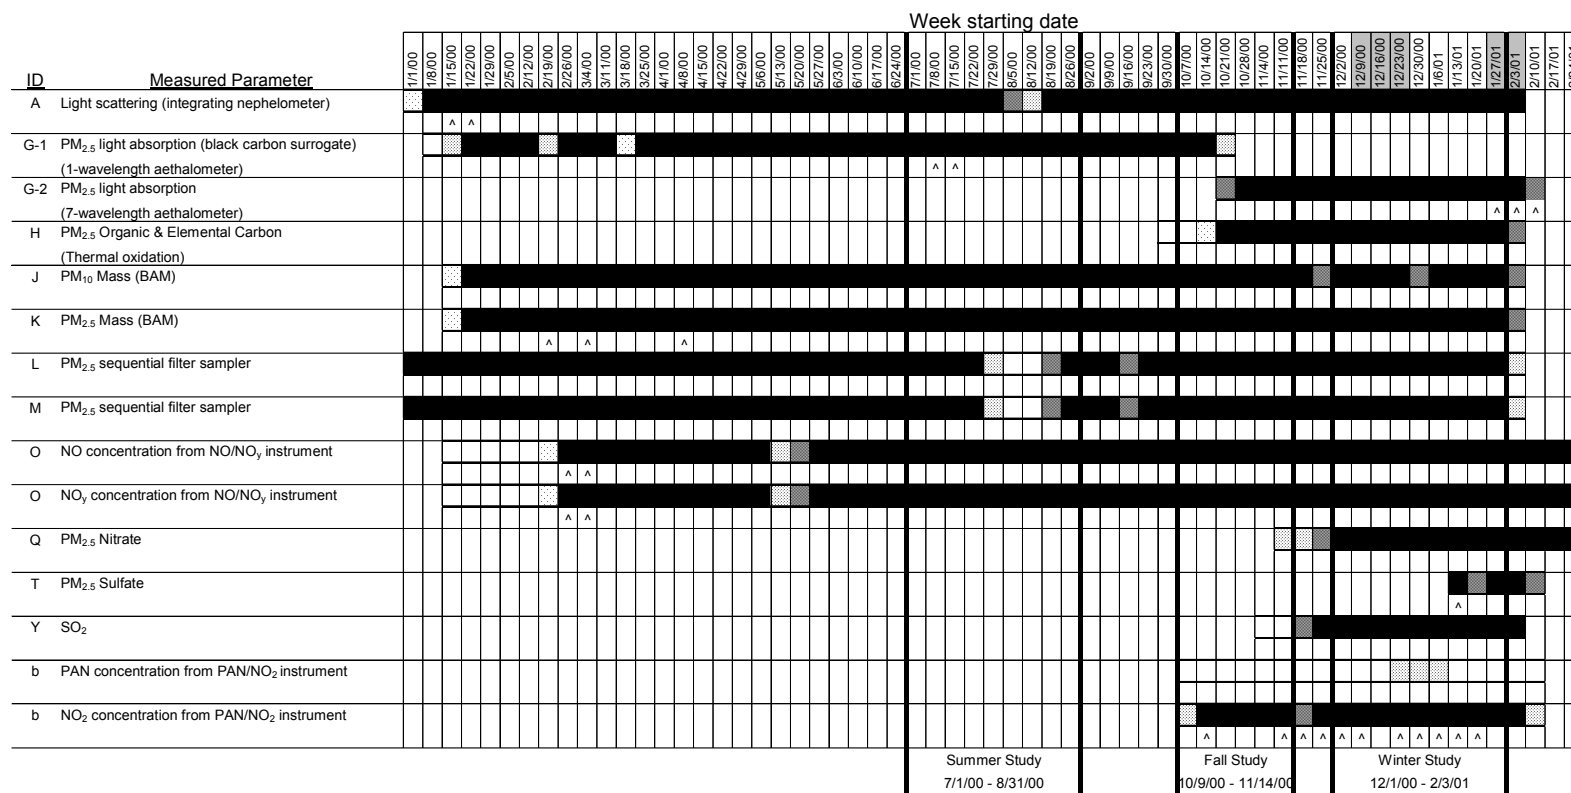 Week starting date
1/1/00 1/8/00 1/15/00 1/22/00 1/29/00 2/5/00 2/12/00 2/19/00 2/26/00 3/4/00 3/11/00 3/18/00 3/25/00 4/1/00 4/8/00 4/15/00 4/22/00 4/29/00 5/6/00 5/13/00 5/20/00 5/27/00 6/3/00 6/10/00 6/17/00 6/24/00 7/1/00 7/8/00 7/15/00 7/22/00 7/29/00 8/5/00 8/12/00 8/19/00 8/26/00 9/2/00 9/9/00 9/16/00 9/23/00 9/30/00 10/7/00 10/14/00 10/21/00 10/28/00 11/4/00 11/11/00 11/18/00 11/25/00 12/2/00 12/9/00 12/16/00 12/23/00 12/30/00 1/6/01 1/13/01 1/20/01 1/27/01 2/3/01 2/10/01 2/17/01
ID Measured Parameter
A Light scattering (integrating nephelometer)
^ ^
G-1 PM2.5 light absorption (black carbon surrogate)
(1-wavelength aethalometer) ^ ^
G-2 PM2.5 light absorption
(7-wavelength aethalometer) ^ ^ ^
H PM2.5 Organic & Elemental Carbon
(Thermal oxidation)
J PM10 Mass (BAM)
K PM2.5 Mass (BAM)
^ ^ ^
L PM2.5 sequential filter sampler
M PM2.5 sequential filter sampler
O NO concentration from NO/NOy instrument
^ ^
O NOy concentration from NO/NOy instrument
^ ^
Q PM2.5 Nitrate
T PM2.5 Sulfate
^
Y SO2
b PAN concentration from PAN/NO2 instrument
b NO2 concentration from PAN/NO2 instrument
^ ^ ^ ^ ^ ^ ^ ^ ^ ^ ^
Summer Study Fall Study Winter Study
7/1/00 - 8/31/00 10/9/00 - 11/14/00 12/1/00 - 2/3/01